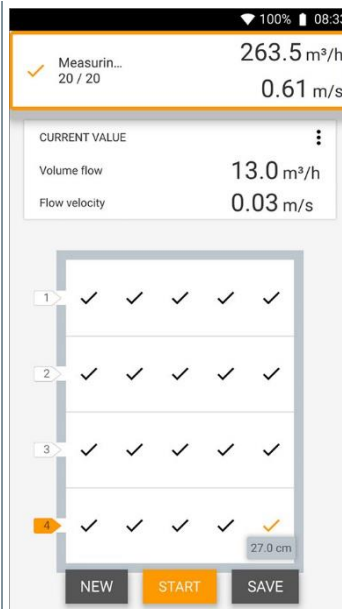 100% 08:33
Measurin... 263.5 m³/h
20 / 20 0.61 m/s
CURRENT VALUE
Volume flow 13.0 m³/h
Flow velocity 0.03 m/s
1
2
3
4
27.0 cm
NEW START SAVE